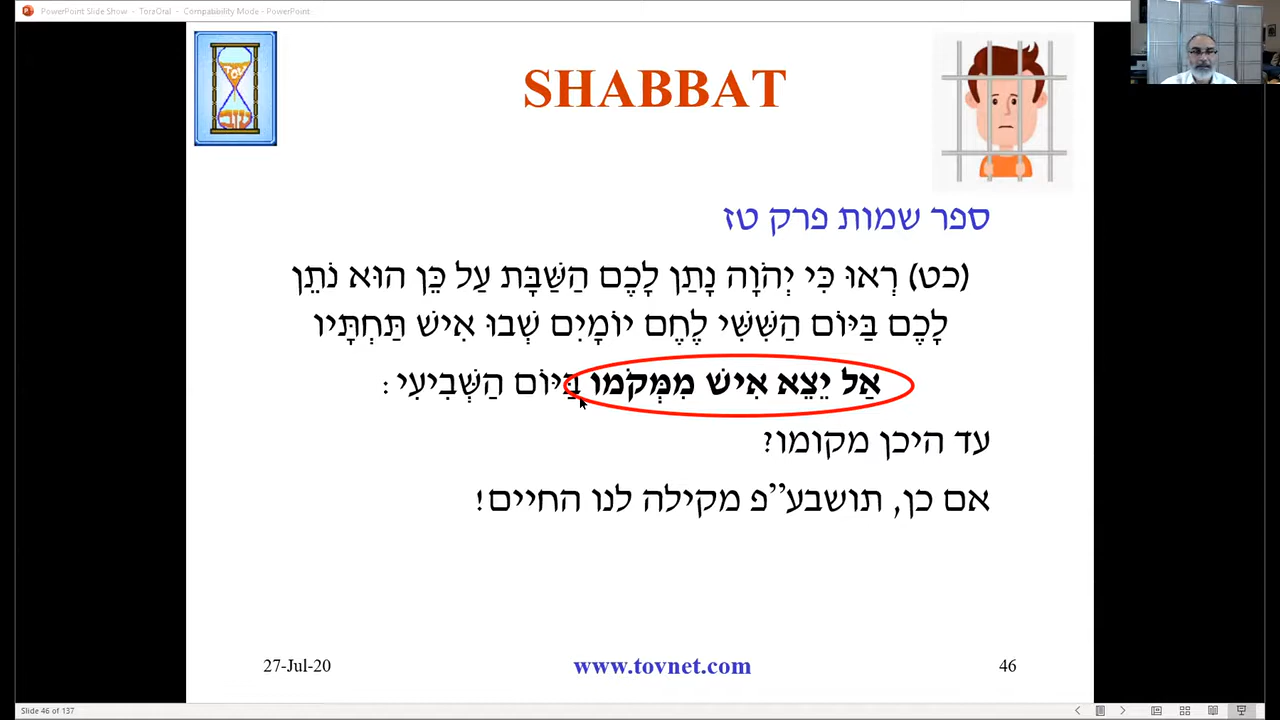 PowerPoint Slide Show - TorzOral - Compatibility Mode - PowerPoint
SHABBAT
ספר שמות פרק טז
(כט) רְאוּ כִּי יְהֹוָה נָתַן לָכֶם הַשַּׁבָּת עַל כֵּן הוּא נֹתֵן
לָכֶם בַּיּוֹם הַשִּׁשִּׁי לֶחֶם יוֹמָיִם שְׁבוּ אִישׁ תַּחְתָּיו
אַל יֵצֵא אִישׁ מִמְּקֹמוֹ בַּיּוֹם הַשְּׁבִיעִי:
עד היכן מקומו?
אם כן, תושבע"פ מקילה לנו החיים!
27-Jul-20
www.tovnet.com
46
Slide 46 of 137